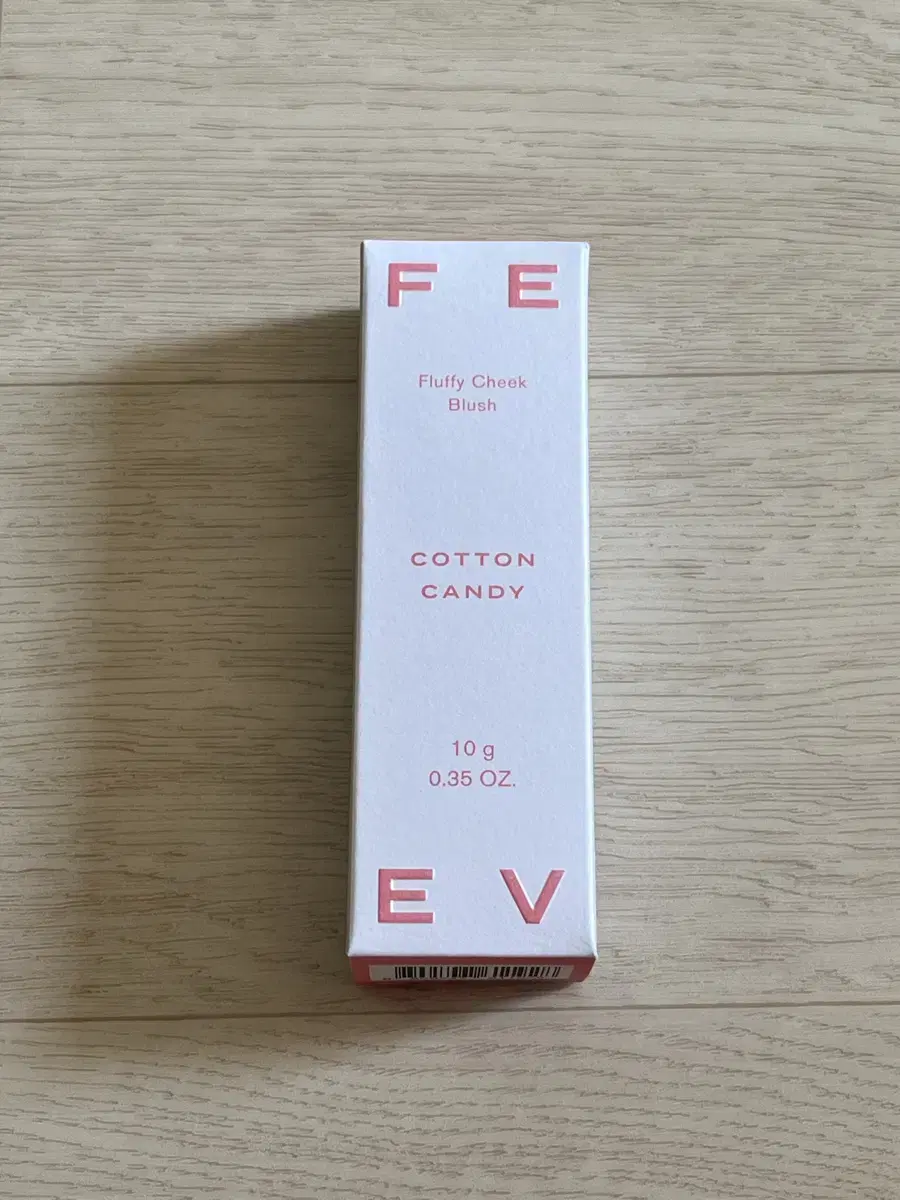 F E
Fluffy Cheek
Blush
COTTON
CANDY
10 g
0.35 OZ.
E V